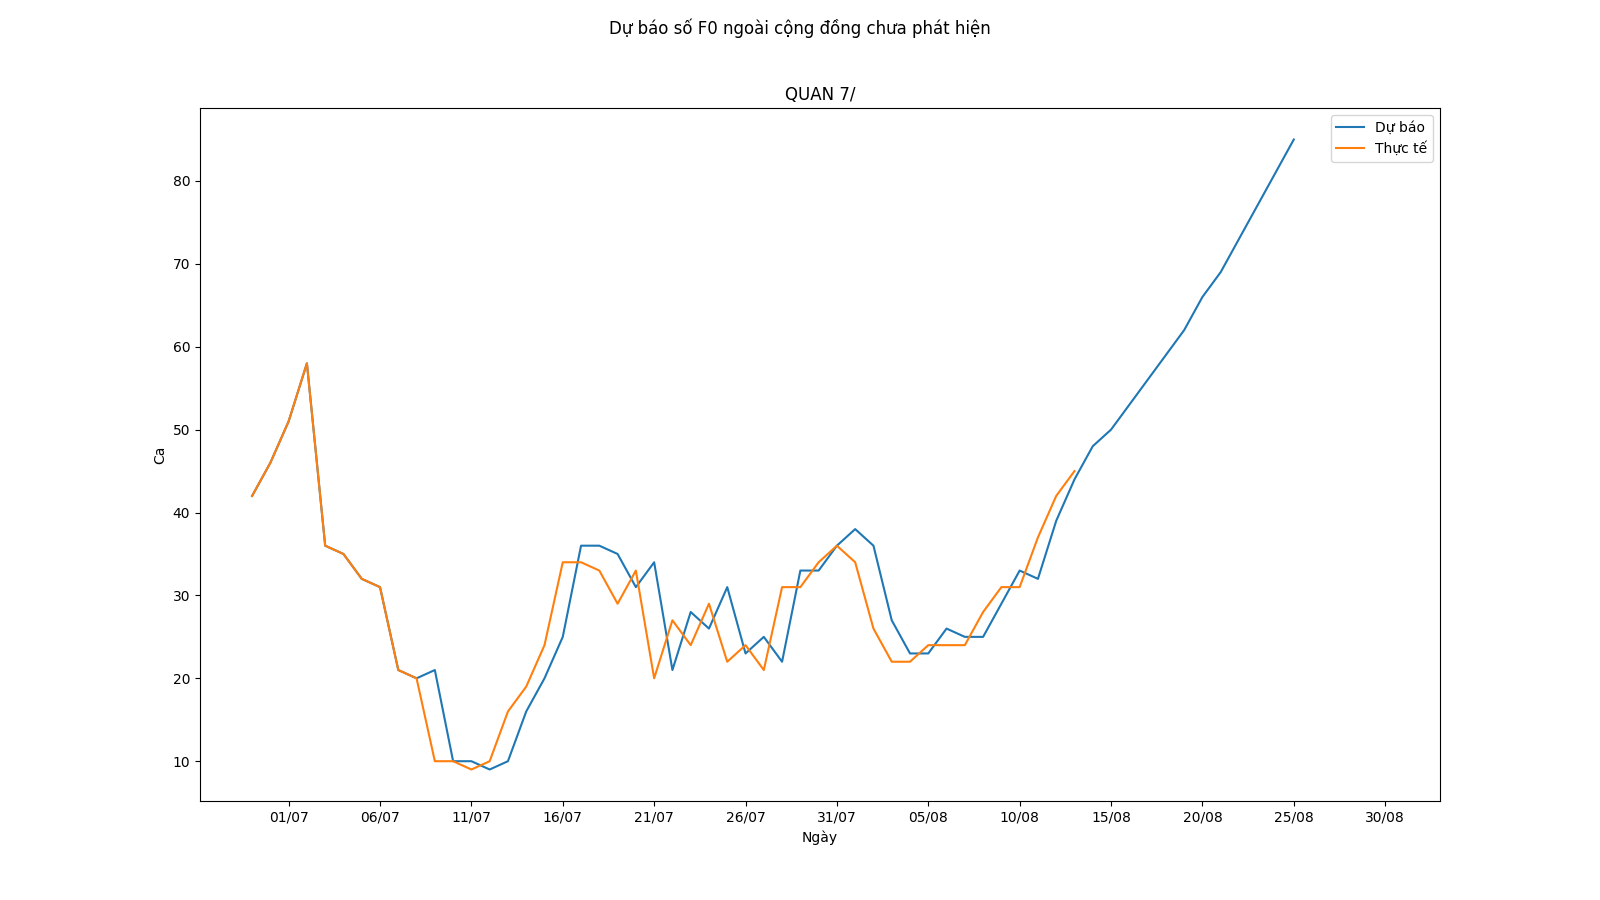 Dự báo số F0 ngoài cộng đồng chưa phát hiện
QUAN 7/
Dự báo
Thực tế
80
70
60
50
40
30
20
10
Ca
01/07 06/07 11/07 16/07 21/07 26/07 31/07 05/08 10/08 15/08 20/08 25/08 30/08
Ngày